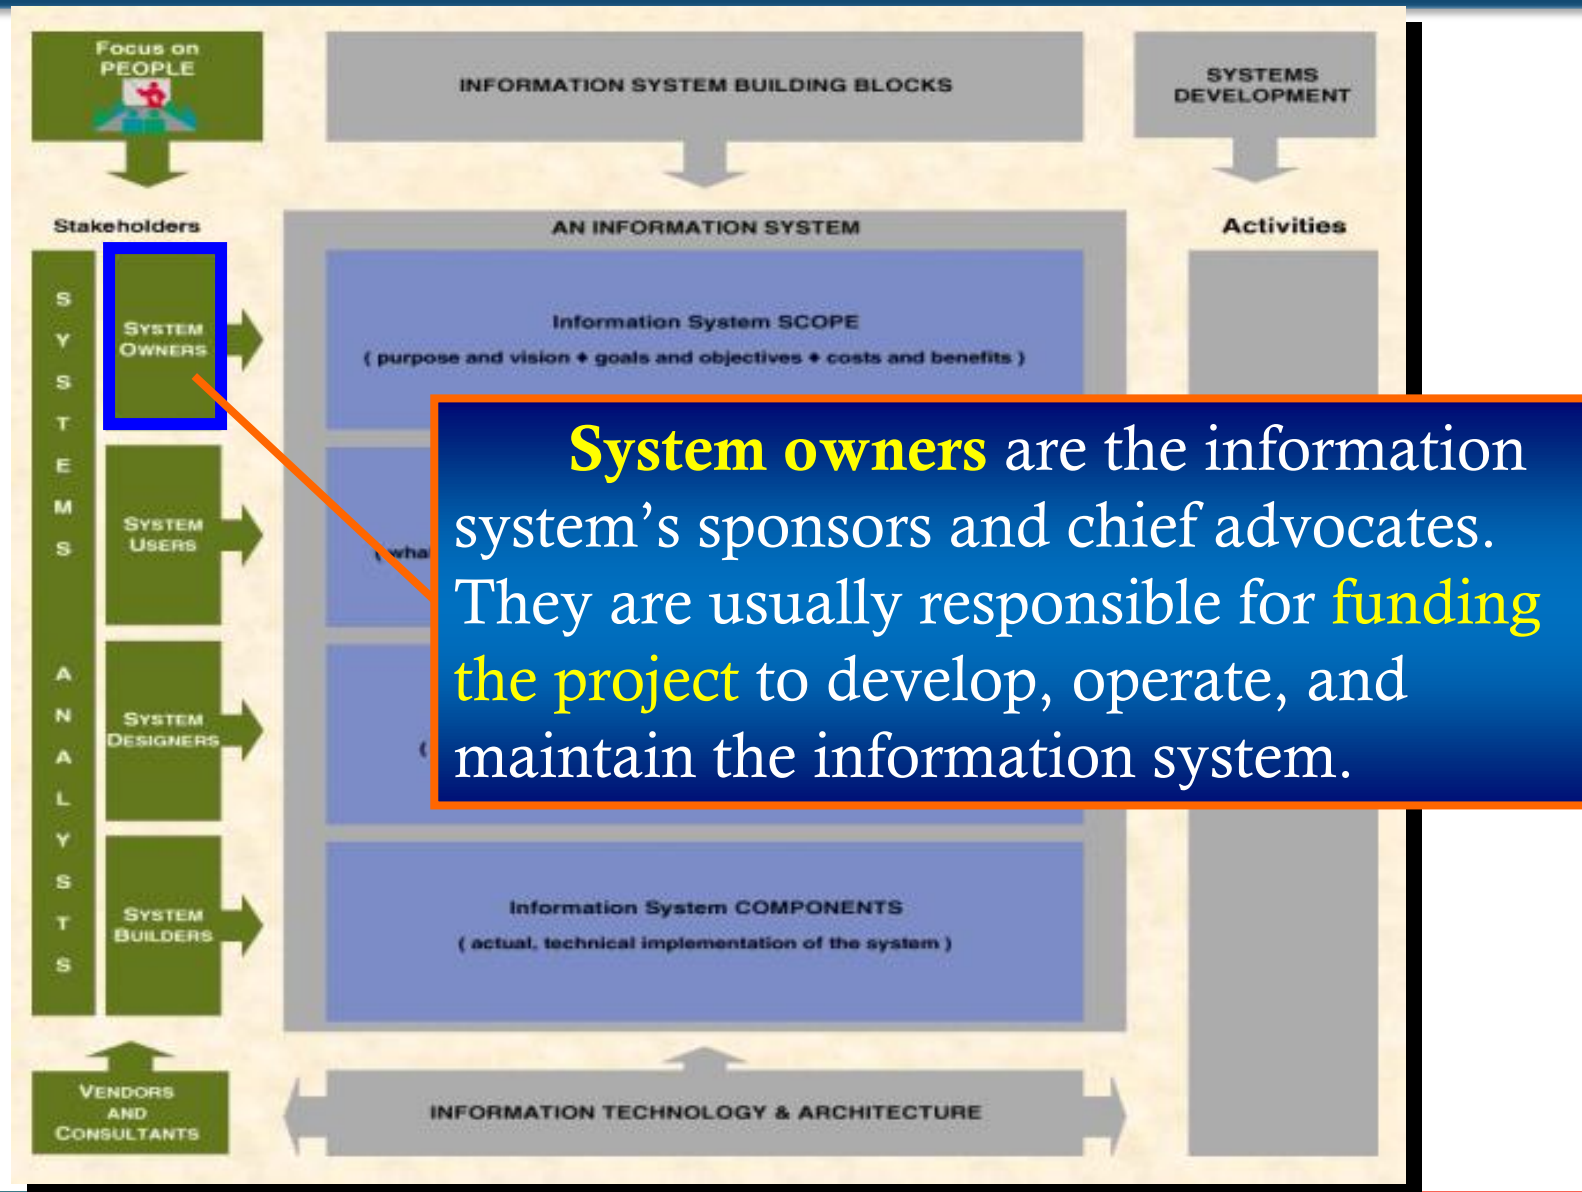 Focus on
PEOPLE
INFORMATION SYSTEM BUILDING BLOCKS
SYSTEMS
DEVELOPMENT
Stakeholders
AN INFORMATION SYSTEM
Activities
SYSTEMS ANALYSTS
SYSTEM
OWNERS
Information System SCOPE
( purpose and vision ♦ goals and objectives ♦ costs and benefits )
System owners are the information
system’s sponsors and chief advocates.
They are usually responsible for funding
the project to develop, operate, and
maintain the information system.
SYSTEM
USERS
SYSTEM
DESIGNERS
SYSTEM
BUILDERS
Information System COMPONENTS
( actual, technical implementation of the system )
VENDORS
AND
CONSULTANTS
INFORMATION TECHNOLOGY & ARCHITECTURE